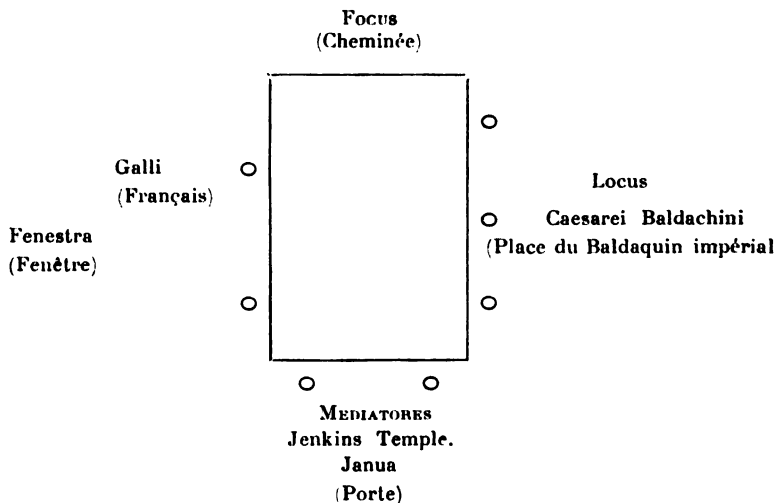 FOCUS
(Cheminée)
Galli
(Français)
Locus
Caesarei Baldachini
(Place du Baldaquin impérial
Fenestra
(Fenêtre)
MEDIATORES
Jenkins Temple.
Janua
(Porte)